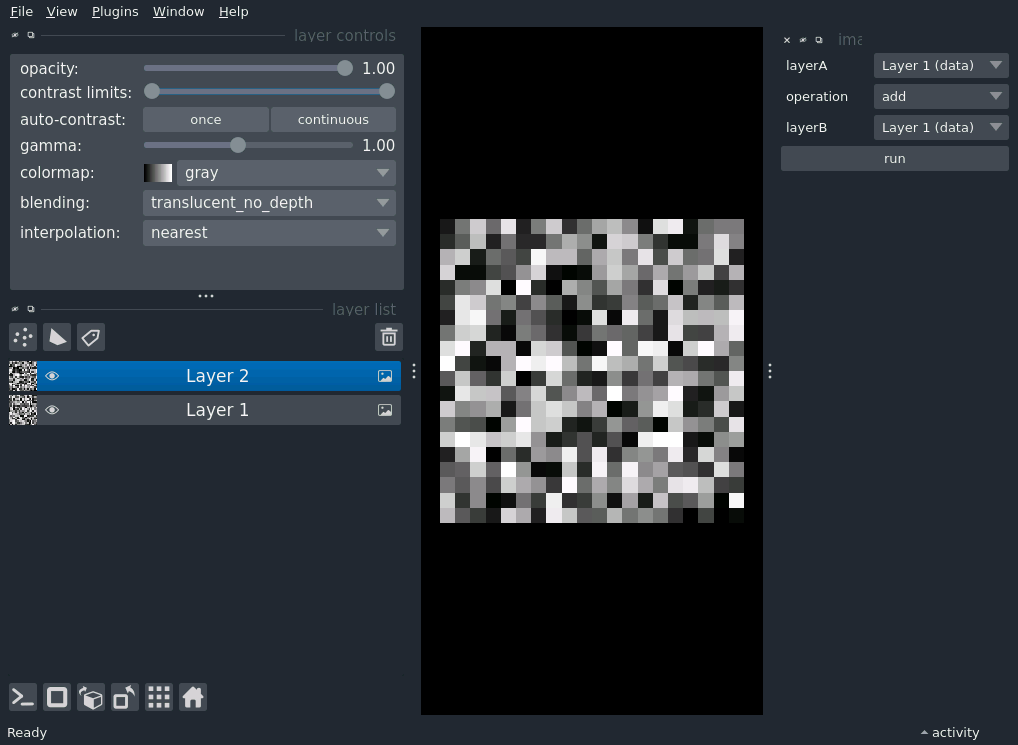 File View Plugins Window Help
layer controls
opacity: 1.00
contrast limits:
auto-contrast: once continuous
gamma: 1.00
colormap: gray
blending: translucent_no_depth
interpolation: nearest
layer list
Layer 2
Layer 1
layerA Layer 1 (data)
operation add
layerB Layer 1 (data)
run
Ready
activity